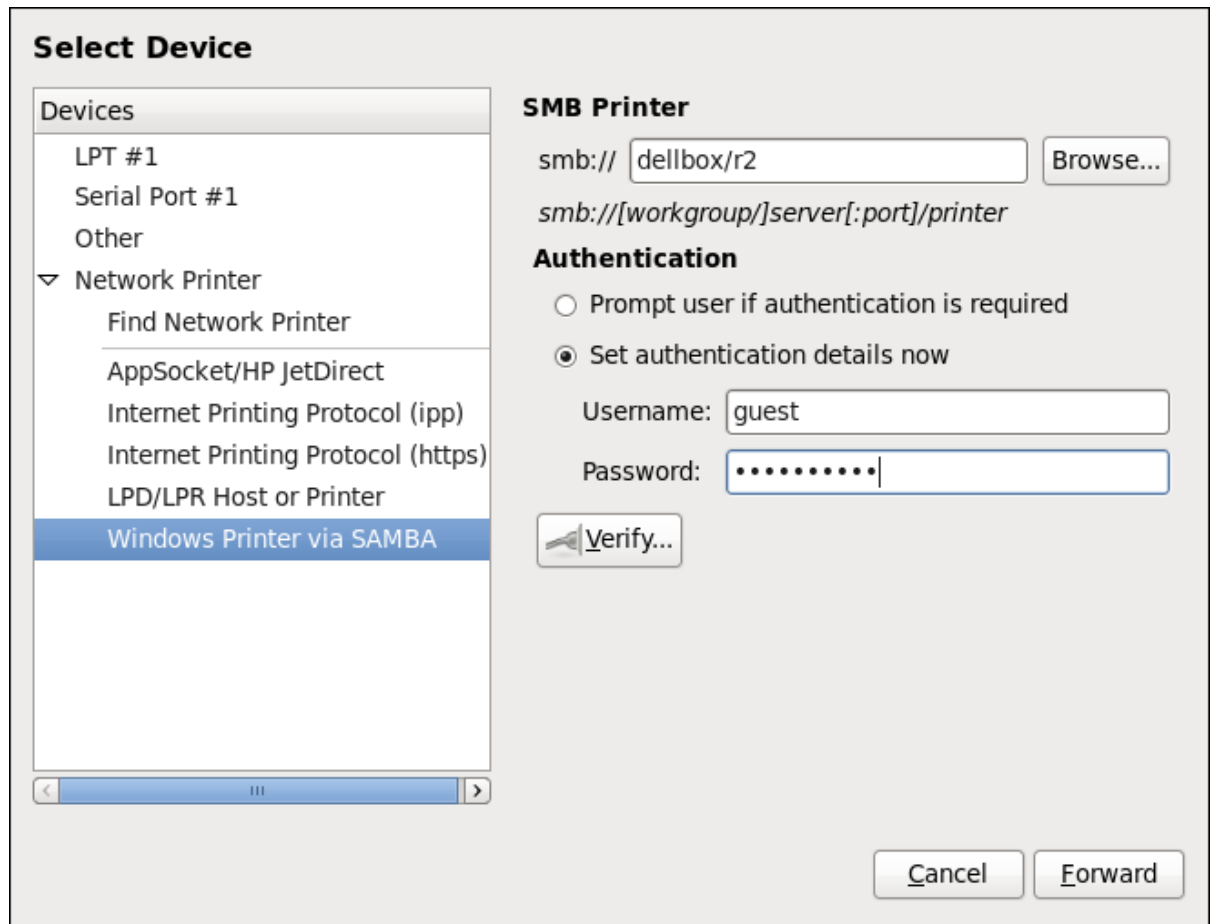 Select Device
Devices
LPT #1
Serial Port #1
Other
Network Printer
Find Network Printer
AppSocket/HP JetDirect
Internet Printing Protocol (ipp)
Internet Printing Protocol (https)
LPD/LPR Host or Printer
Windows Printer via SAMBA
SMB Printer
smb:// dellbox/r2 Browse...
smb://[workgroup/]server[:port]/printer
Authentication
Prompt user if authentication is required
Set authentication details now
Username: guest
Password: ••••••••••
Verify...
Cancel Forward